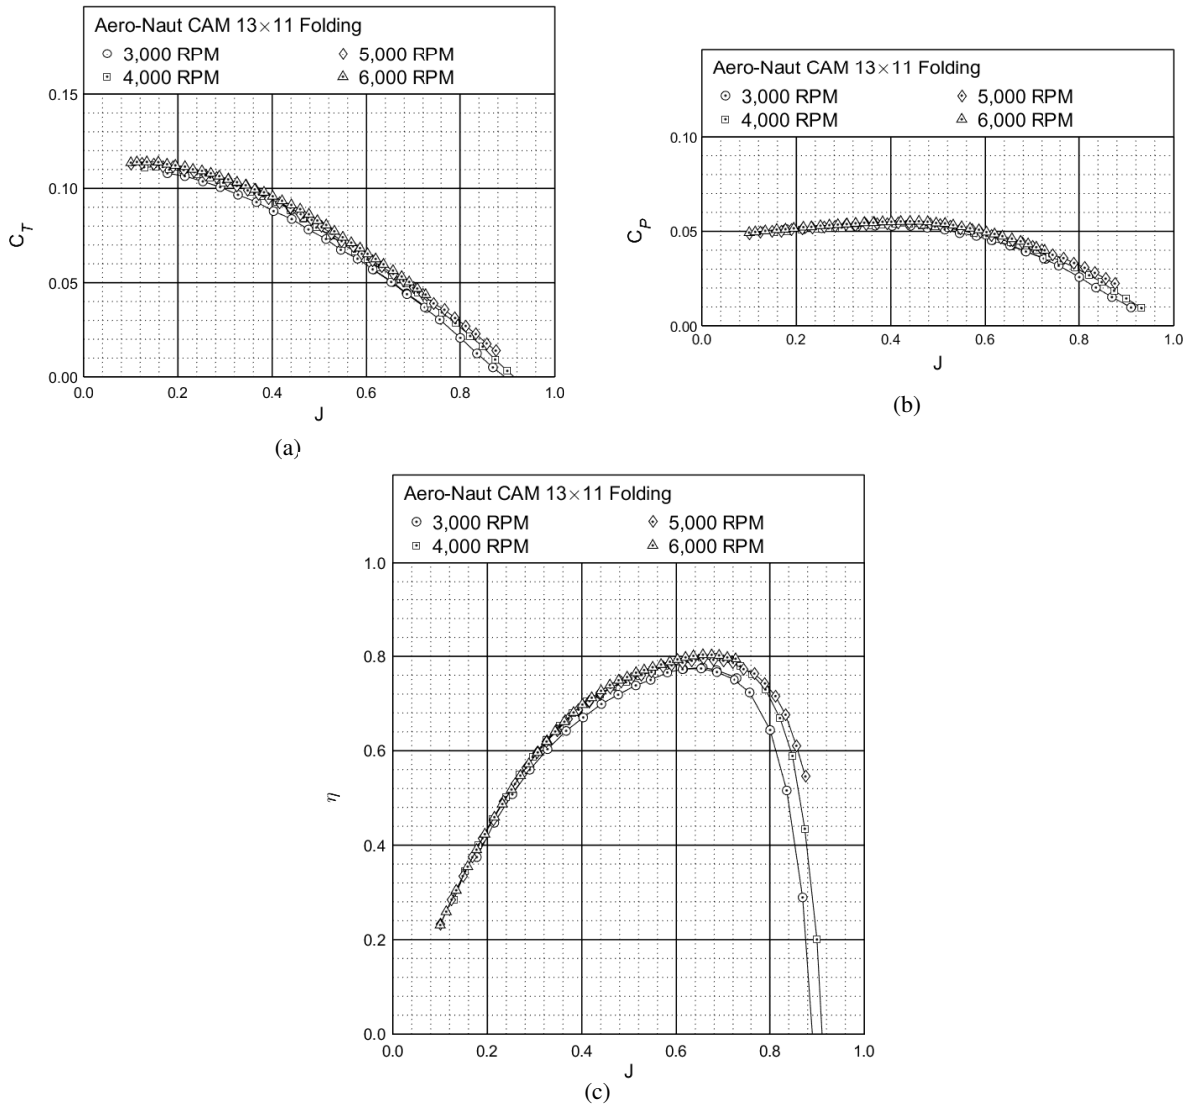 Aero-Naut CAM 13×11 Folding
3,000 RPM 5,000 RPM
4,000 RPM 6,000 RPM
0.15
0.10
0.05
0.00
C_T
0.0 0.2 0.4 0.6 0.8 1.0
J
(a)
Aero-Naut CAM 13×11 Folding
3,000 RPM 5,000 RPM
4,000 RPM 6,000 RPM
0.10
0.05
0.00
C_P
0.0 0.2 0.4 0.6 0.8 1.0
J
(b)
Aero-Naut CAM 13×11 Folding
3,000 RPM 5,000 RPM
4,000 RPM 6,000 RPM
1.0
0.8
0.6
0.4
0.2
0.0
η
0.0 0.2 0.4 0.6 0.8 1.0
J
(c)